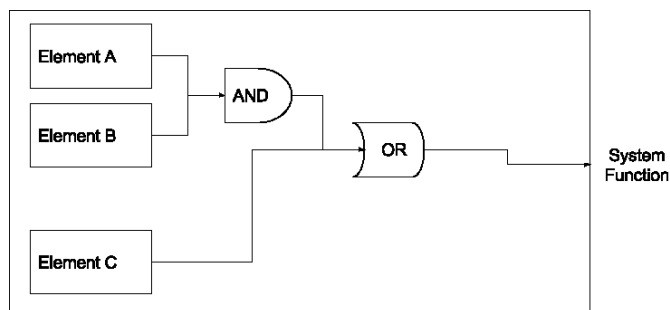 Element A
AND
Element B
OR
System
Function
Element C